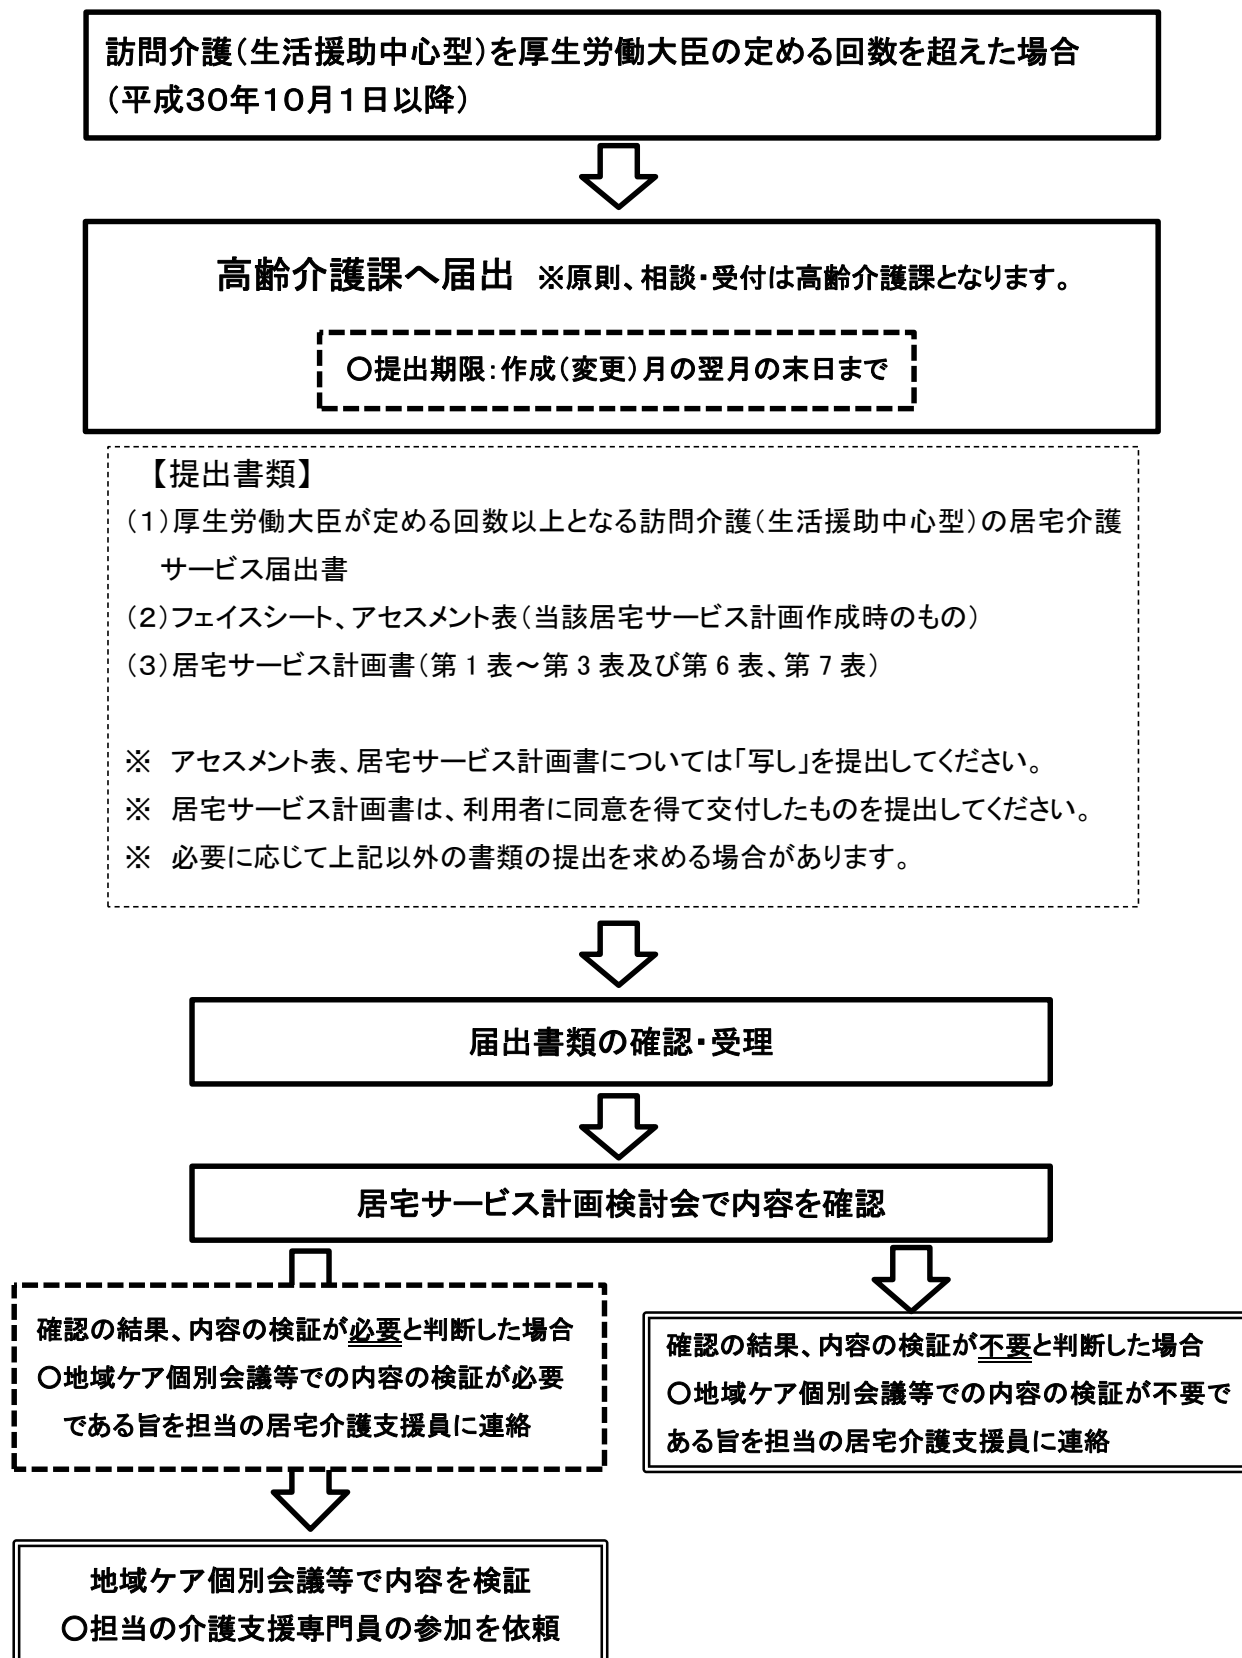 訪問介護(生活援助中心型)を厚生労働大臣の定める回数を超えた場合
(平成30年10月1日以降)
高齢介護課へ届出 ※原則、相談・受付は高齢介護課となります。
○提出期限:作成(変更)月の翌月の末日まで
【提出書類】
(1)厚生労働大臣が定める回数以上となる訪問介護(生活援助中心型)の居宅介護
サービス届出書
(2)フェイスシート、アセスメント表(当該居宅サービス計画作成時のもの)
(3)居宅サービス計画書(第1表~第3表及び第6表、第7表)
※ アセスメント表、居宅サービス計画書については「写し」を提出してください。
※ 居宅サービス計画書は、利用者に同意を得て交付したものを提出してください。
※ 必要に応じて上記以外の書類の提出を求める場合があります。
届出書類の確認・受理
居宅サービス計画検討会で内容を確認
確認の結果、内容の検証が必要と判断した場合
○地域ケア個別会議等での内容の検証が必要
である旨を担当の居宅介護支援員に連絡
確認の結果、内容の検証が不要と判断した場合
○地域ケア個別会議等での内容の検証が不要で
ある旨を担当の居宅介護支援員に連絡
地域ケア個別会議等で内容を検証
○担当の介護支援専門員の参加を依頼